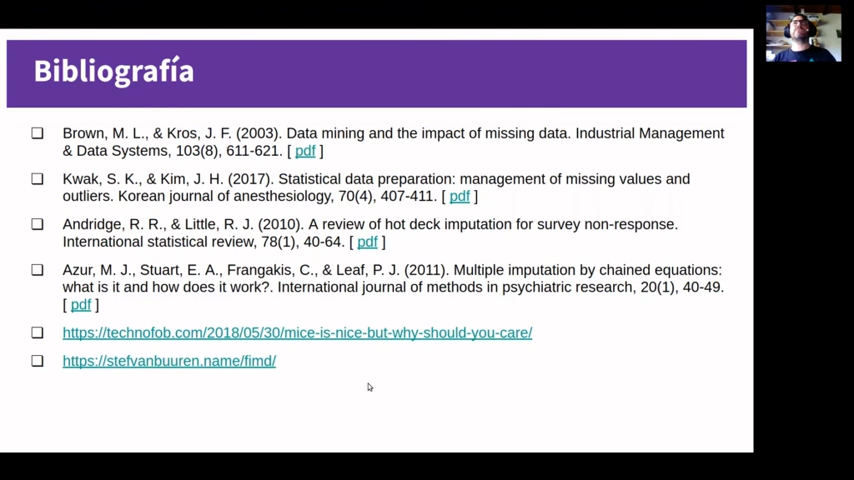 Bibliografía
❏ Brown, M. L., & Kros, J. F. (2003). Data mining and the impact of missing data. Industrial Management
& Data Systems, 103(8), 611-621. [ pdf ]
❏ Kwak, S. K., & Kim, J. H. (2017). Statistical data preparation: management of missing values and
outliers. Korean journal of anesthesiology, 70(4), 407-411. [ pdf ]
❏ Andridge, R. R., & Little, R. J. (2010). A review of hot deck imputation for survey non-response.
International statistical review, 78(1), 40-64. [ pdf ]
❏ Azur, M. J., Stuart, E. A., Frangakis, C., & Leaf, P. J. (2011). Multiple imputation by chained equations:
what is it and how does it work?. International journal of methods in psychiatric research, 20(1), 40-49.
[ pdf ]
❏ https://technofob.com/2018/05/30/mice-is-nice-but-why-should-you-care/
❏ https://stefvanbuuren.name/fimd/